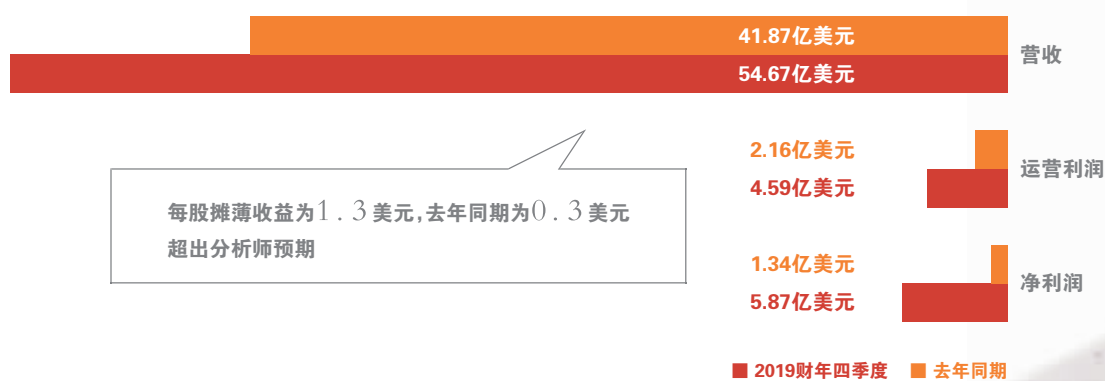 41.87亿美元
54.67亿美元
营收
2.16亿美元
4.59亿美元
运营利润
每股摊薄收益为1.3美元,去年同期为0.3美元
超出分析师预期
1.34亿美元
5.87亿美元
净利润
2019财年四季度 去年同期